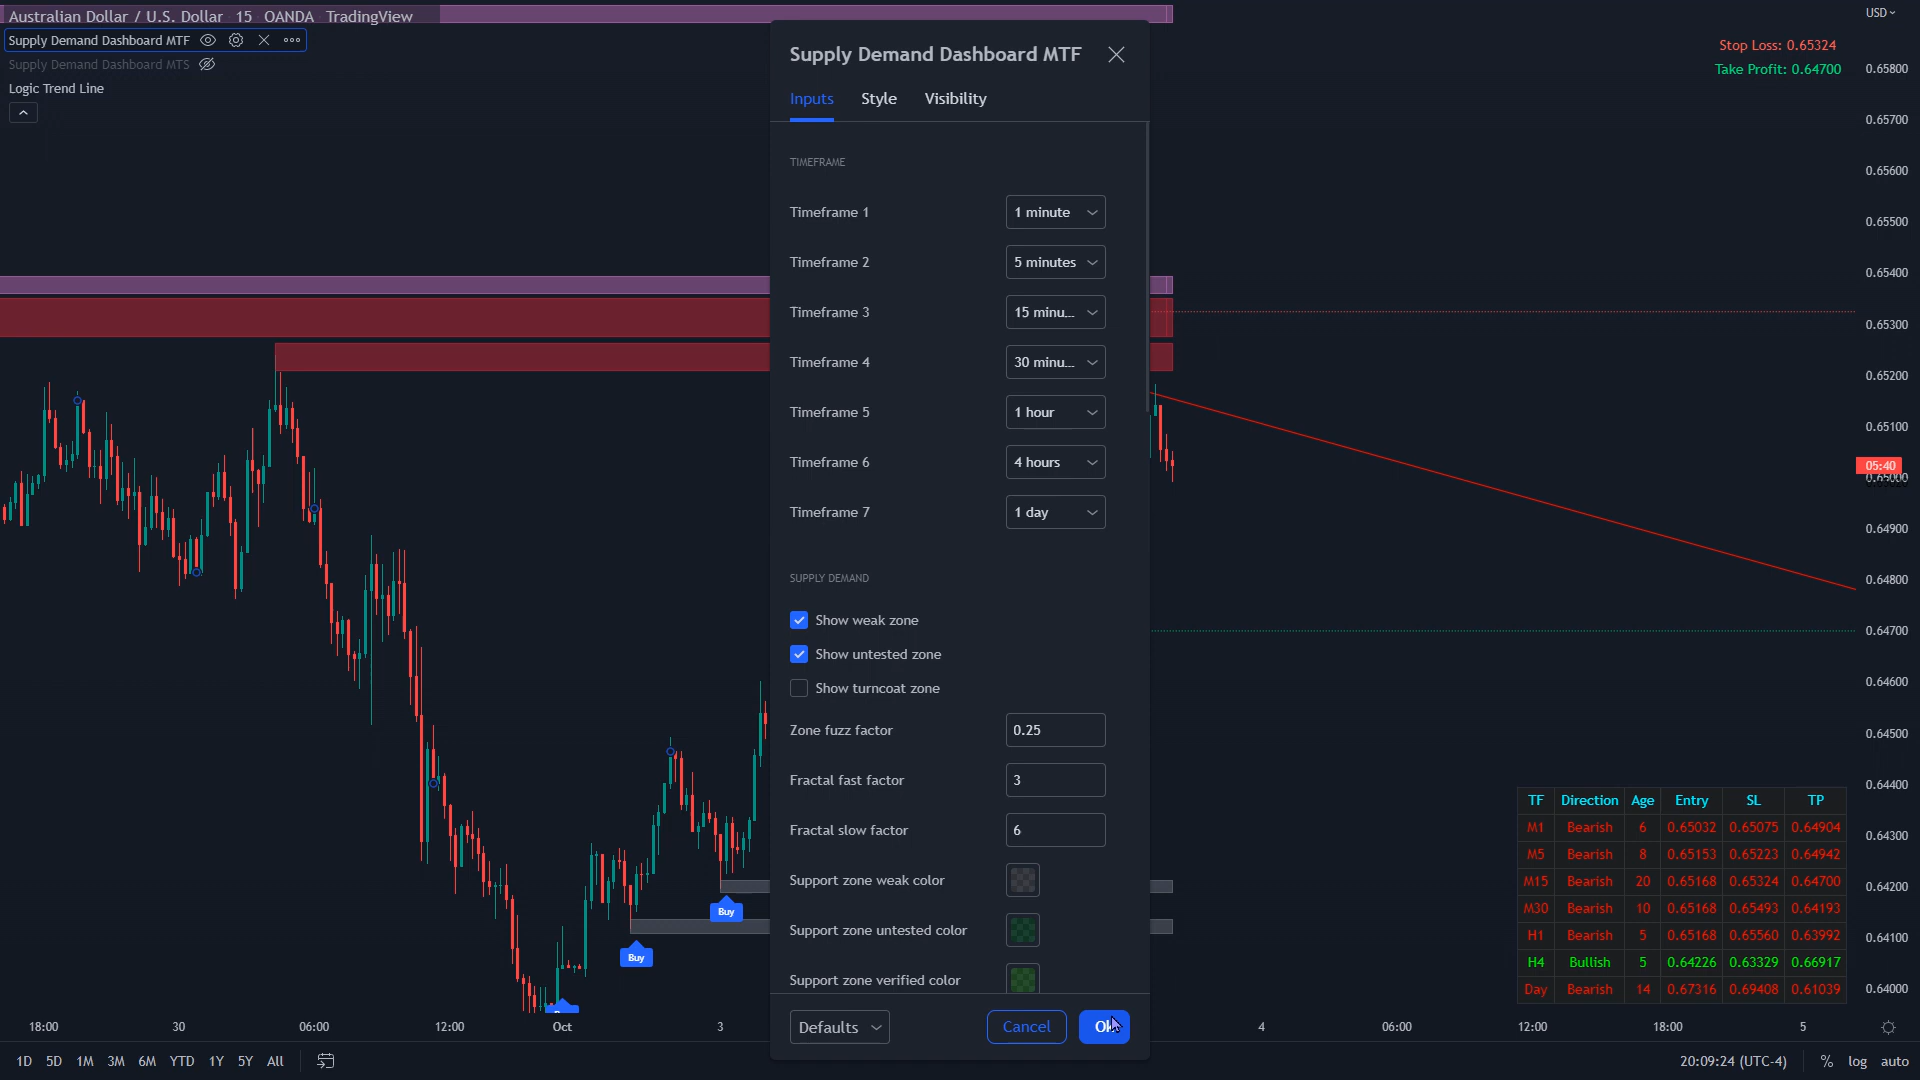 Australian Dollar / U.S. Dollar 15 OANDA TradingView
Supply Demand Dashboard MTF
Supply Demand Dashboard MTS
Logic Trend Line
Supply Demand Dashboard MTF
Inputs Style Visibility
TIMEFRAME
Timeframe 1 1 minute
Timeframe 2 5 minutes
Timeframe 3 15 minu...
Timeframe 4 30 minu...
Timeframe 5 1 hour
Timeframe 6 4 hours
Timeframe 7 1 day
SUPPLY DEMAND
Show weak zone
Show untested zone
Show turncoat zone
Zone fuzz factor 0.25
Fractal fast factor 3
Fractal slow factor 6
Support zone weak color
Support zone untested color
Support zone verified color
Defaults Cancel Ok
Buy
Buy
USD
Stop Loss: 0.65324
Take Profit: 0.64700
0.65800
0.65700
0.65600
0.65500
0.65400
0.65300
0.65200
0.65100
05:40
0.65000
0.64900
0.64800
0.64700
0.64600
0.64500
0.64400
0.64300
0.64200
0.64100
0.64000
TF Direction Age Entry SL TP
M1 Bearish 6 0.65032 0.65075 0.64904
M5 Bearish 8 0.65153 0.65223 0.64942
M15 Bearish 20 0.65168 0.65324 0.64700
M30 Bearish 10 0.65168 0.65493 0.64193
H1 Bearish 5 0.65168 0.65560 0.63992
H4 Bullish 5 0.64226 0.63329 0.66917
Day Bearish 14 0.67316 0.69408 0.61039
18:00 30 06:00 12:00 Oct 3 4 06:00 12:00 18:00 5
1D 5D 1M 3M 6M YTD 1Y 5Y All
20:09:24 (UTC-4) % log auto